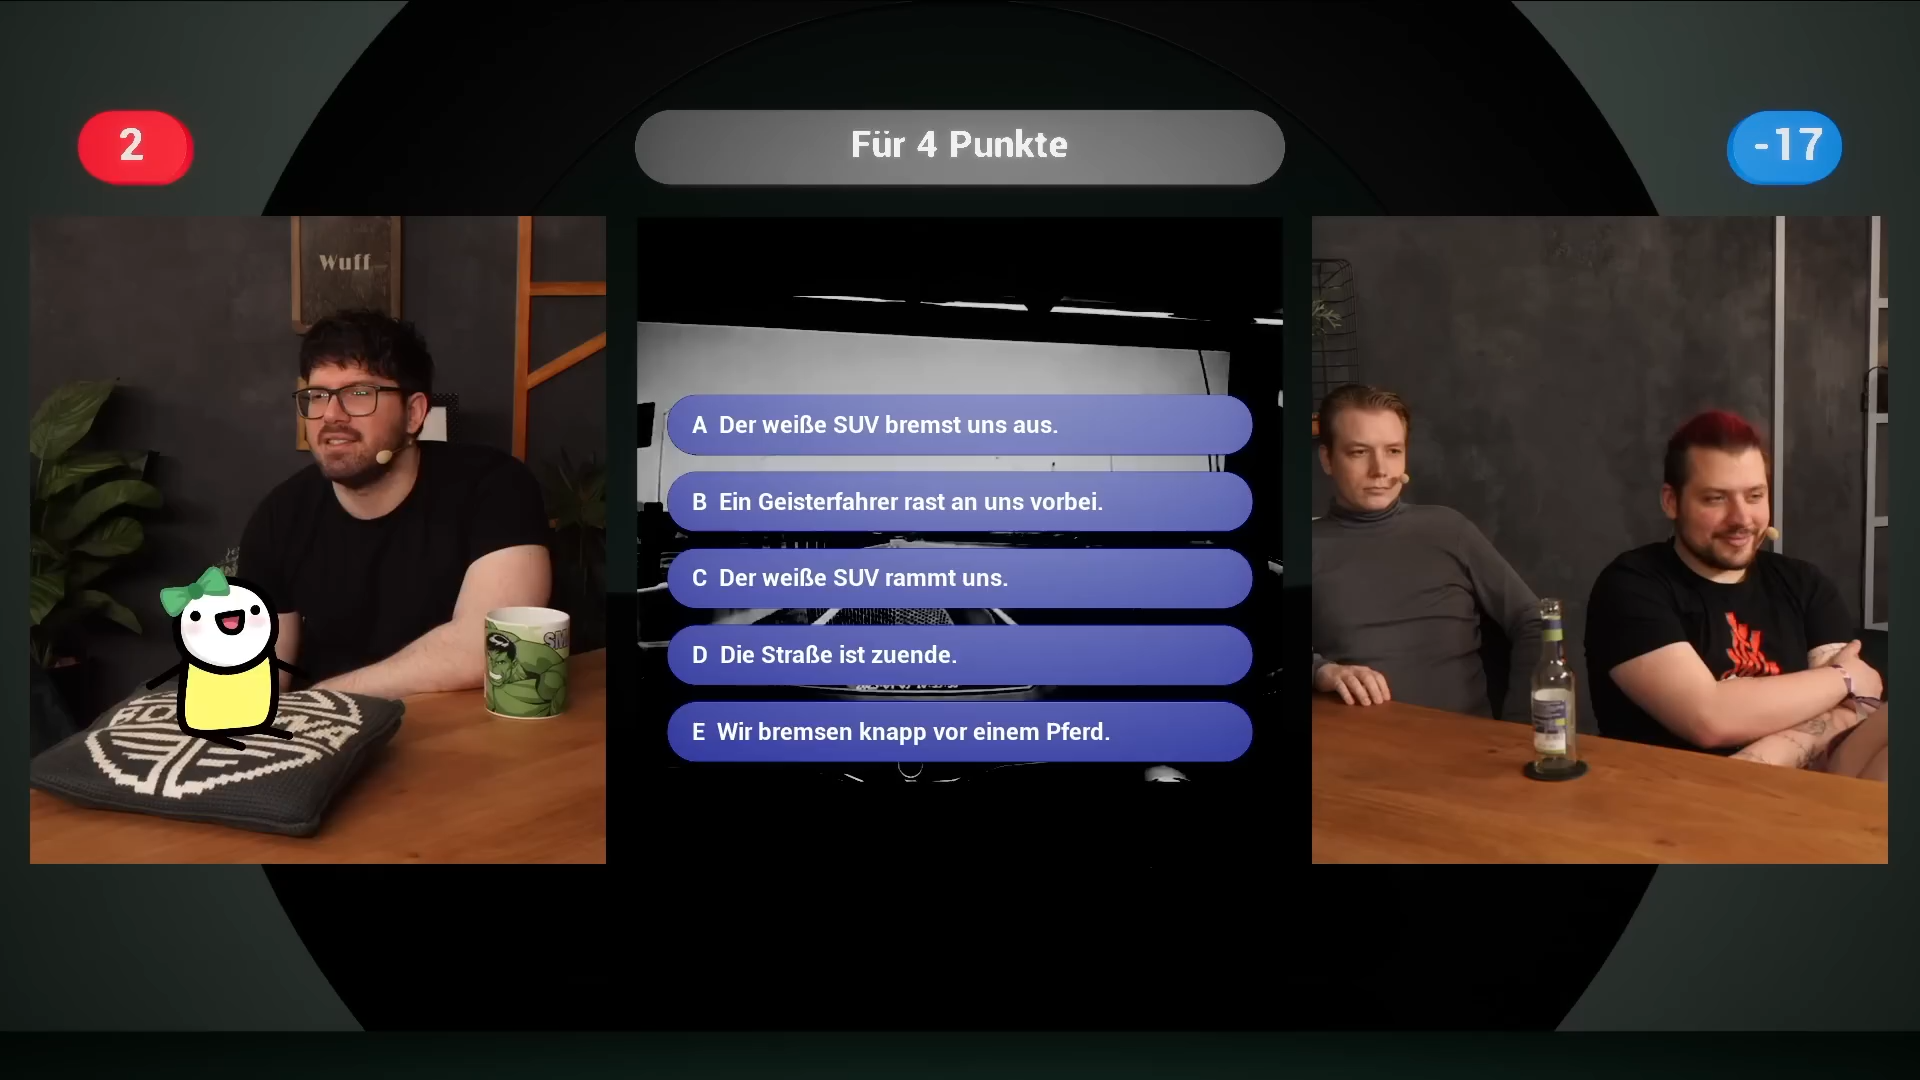 2
Für 4 Punkte
-17
Wuff
A Der weiße SUV bremst uns aus.
B Ein Geisterfahrer rast an uns vorbei.
C Der weiße SUV rammt uns.
D Die Straße ist zuende.
E Wir bremsen knapp vor einem Pferd.